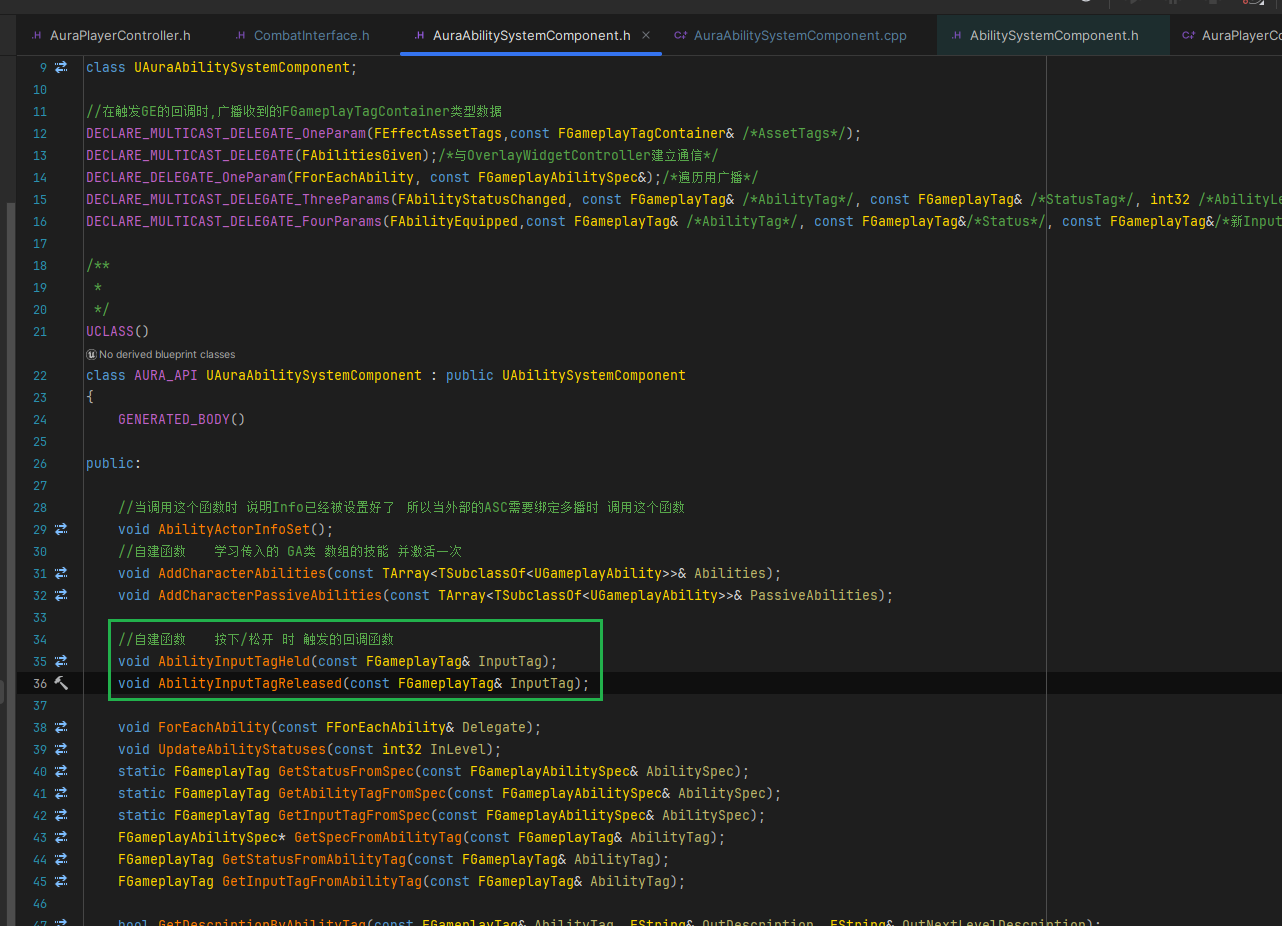 AuraPlayerController.h CombatInterface.h AuraAbilitySystemComponent.h AuraAbilitySystemComponent.cpp AbilitySystemComponent.h AuraPlayerCo
9 class UAuraAbilitySystemComponent;
10
11 //在触发GE的回调时,广播收到的FGameplayTagContainer类型数据
12 DECLARE_MULTICAST_DELEGATE_OneParam(FEffectAssetTags,const FGameplayTagContainer& /*AssetTags*/);
13 DECLARE_MULTICAST_DELEGATE(FAbilitiesGiven);/*与OverlayWidgetController建立通信*/
14 DECLARE_DELEGATE_OneParam(FForEachAbility, const FGameplayAbilitySpec&);/*遍历用广播*/
15 DECLARE_MULTICAST_DELEGATE_ThreeParams(FAbilityStatusChanged, const FGameplayTag& /*AbilityTag*/, const FGameplayTag& /*StatusTag*/, int32 /*AbilityLe
16 DECLARE_MULTICAST_DELEGATE_FourParams(FAbilityEquipped,const FGameplayTag& /*AbilityTag*/, const FGameplayTag&/*Status*/, const FGameplayTag&/*新Input
17
18 /**
19 *
20 */
21 UCLASS()
No derived blueprint classes
22 class AURA_API UAuraAbilitySystemComponent : public UAbilitySystemComponent
23 {
24 GENERATED_BODY()
25
26 public:
27
28 //当调用这个函数时 说明Info已经被设置好了 所以当外部的ASC需要绑定多播时 调用这个函数
29 void AbilityActorInfoSet();
30 //自建函数 学习传入的 GA类 数组的技能 并激活一次
31 void AddCharacterAbilities(const TArray<TSubclassOf<UGameplayAbility>>& Abilities);
32 void AddCharacterPassiveAbilities(const TArray<TSubclassOf<UGameplayAbility>>& PassiveAbilities);
33
34 //自建函数 按下/松开 时 触发的回调函数
35 void AbilityInputTagHeld(const FGameplayTag& InputTag);
36 void AbilityInputTagReleased(const FGameplayTag& InputTag);
37
38 void ForEachAbility(const FForEachAbility& Delegate);
39 void UpdateAbilityStatuses(const int32 InLevel);
40 static FGameplayTag GetStatusFromSpec(const FGameplayAbilitySpec& AbilitySpec);
41 static FGameplayTag GetAbilityTagFromSpec(const FGameplayAbilitySpec& AbilitySpec);
42 static FGameplayTag GetInputTagFromSpec(const FGameplayAbilitySpec& AbilitySpec);
43 FGameplayAbilitySpec* GetSpecFromAbilityTag(const FGameplayTag& AbilityTag);
44 FGameplayTag GetStatusFromAbilityTag(const FGameplayTag& AbilityTag);
45 FGameplayTag GetInputTagFromAbilityTag(const FGameplayTag& AbilityTag);
46
47 bool GetDescriptionByAbilityTag(const FGameplayTag& AbilityTag, FString& OutDescription, FString& OutNextLevelDescription);